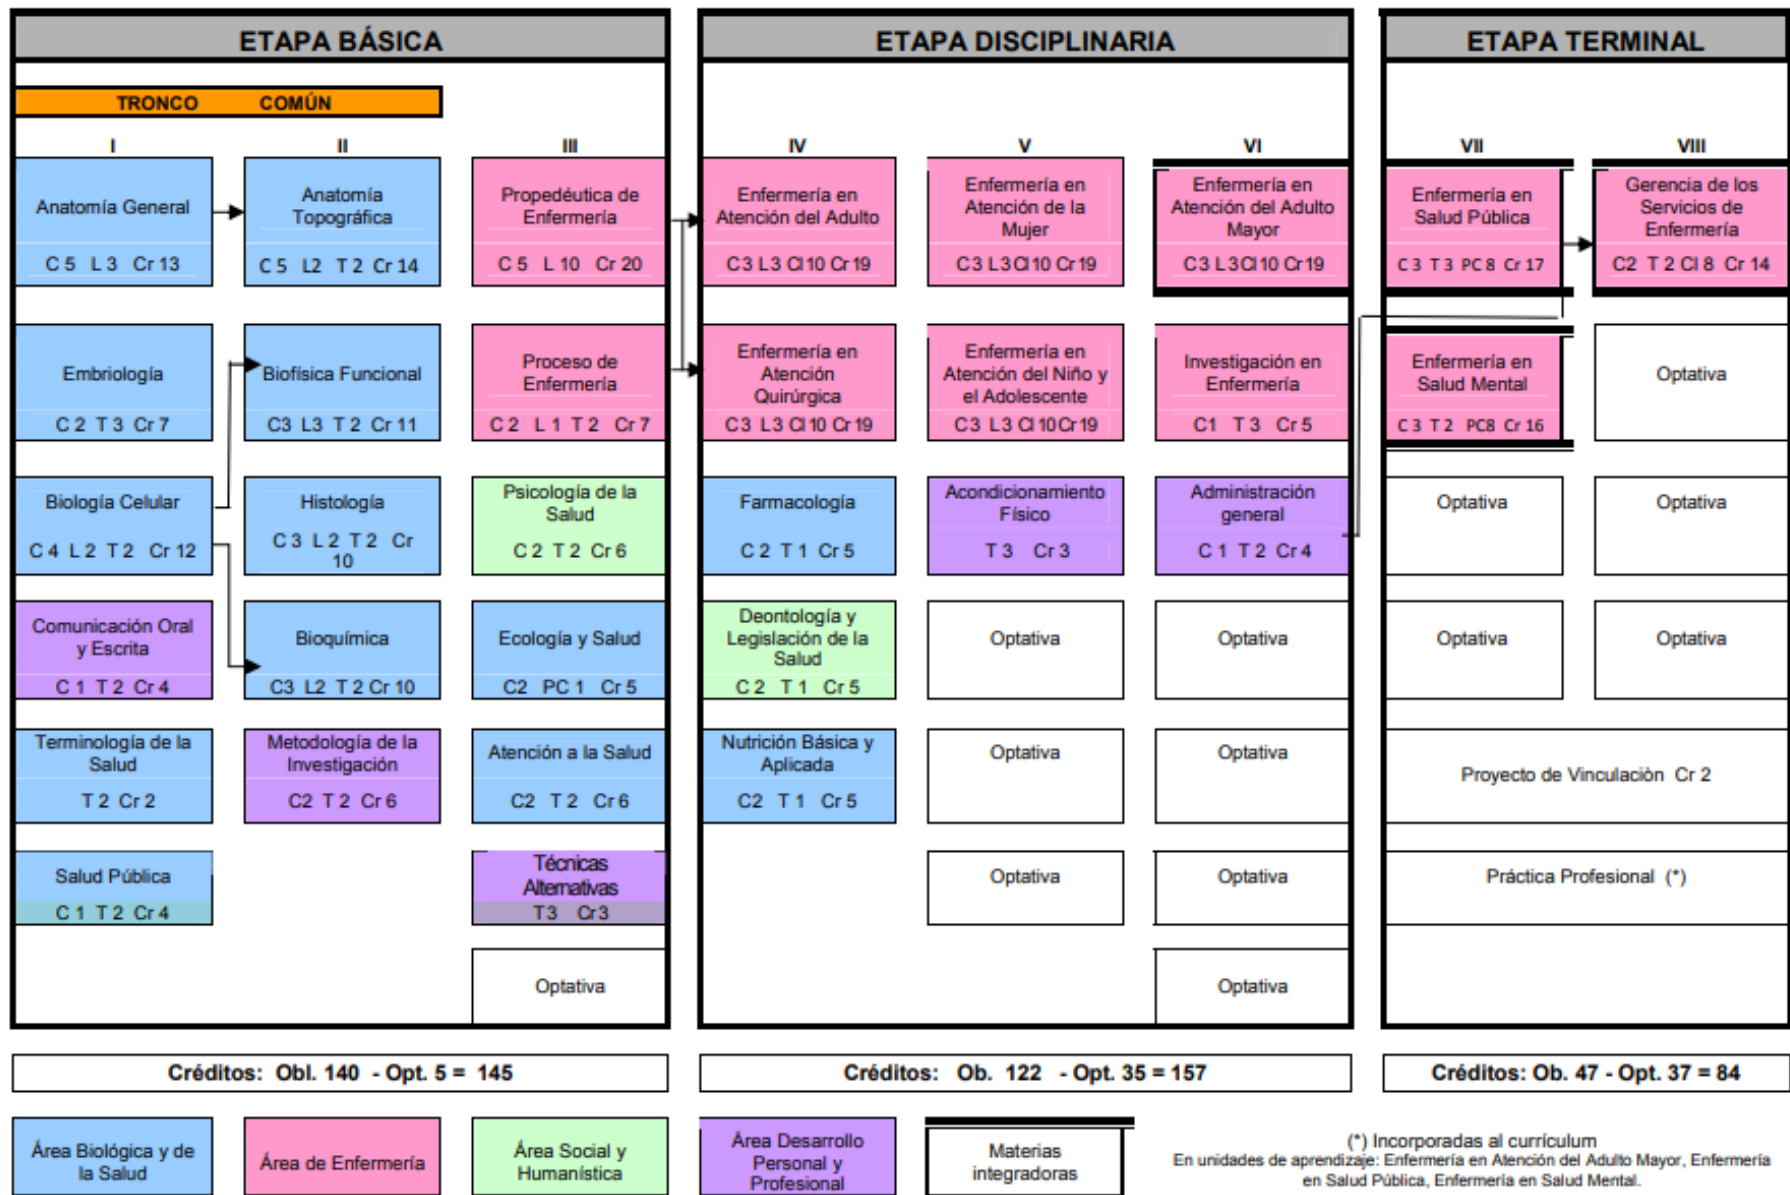 ETAPA BÁSICA
ETAPA DISCIPLINARIA
ETAPA TERMINAL
TRONCO COMÚN
I
II
III
IV
V
VI
VII
VIII
Anatomía General
C 5 L 3 Cr 13
Anatomía
Topográfica
C 5 L2 T 2 Cr 14
Propedéutica de
Enfermería
C 5 L 10 Cr 20
Enfermería en
Atención del Adulto
C 3 L 3 Cl 10 Cr 19
Enfermería en
Atención de la
Mujer
C 3 L 3 Cl 10 Cr 19
Enfermería en
Atención del Adulto
Mayor
C 3 L 3 Cl 10 Cr 19
Enfermería en
Salud Pública
C 3 T 3 PC 8 Cr 17
Gerencia de los
Servicios de
Enfermería
C2 T 2 Cl 8 Cr 14
Embriología
C 2 T 3 Cr 7
Biofísica Funcional
C3 L3 T 2 Cr 11
Proceso de
Enfermería
C 2 L 1 T 2 Cr 7
Enfermería en
Atención
Quirúrgica
C 3 L 3 Cl 10 Cr 19
Enfermería en
Atención del Niño y
el Adolescente
C 3 L 3 Cl 10 Cr 19
Investigación en
Enfermería
C1 T 3 Cr 5
Enfermería en
Salud Mental
C 3 T 2 PC8 Cr 16
Optativa
Biología Celular
C 4 L 2 T 2 Cr 12
Histología
C 3 L 2 T 2 Cr
10
Psicología de la
Salud
C 2 T 2 Cr 6
Farmacología
C 2 T 1 Cr 5
Acondicionamiento
Físico
T 3 Cr 3
Administración
general
C 1 T 2 Cr 4
Optativa
Optativa
Comunicación Oral
y Escrita
C 1 T 2 Cr 4
Bioquímica
C3 L2 T 2 Cr 10
Ecología y Salud
C2 PC 1 Cr 5
Deontología y
Legislación de la
Salud
C 2 T 1 Cr 5
Optativa
Optativa
Optativa
Optativa
Terminología de la
Salud
T 2 Cr 2
Metodología de la
Investigación
C2 T 2 Cr 6
Atención a la Salud
C2 T 2 Cr 6
Nutrición Básica y
Aplicada
C2 T 1 Cr 5
Optativa
Optativa
Proyecto de Vinculaciòn Cr 2
Salud Pública
C 1 T 2 Cr 4
Técnicas
Alternativas
T3 Cr 3
Optativa
Optativa
Práctica Profesional (*)
Optativa
Optativa
Créditos: Obl. 140 - Opt. 5 = 145
Créditos: Ob. 122 - Opt. 35 = 157
Créditos: Ob. 47 - Opt. 37 = 84
Área Biológica y de
la Salud
Área de Enfermería
Área Social y
Humanística
Área Desarrollo
Personal y
Profesional
Materias
integradoras
(*) Incorporadas al currículum
En unidades de aprendizaje: Enfermería en Atención del Adulto Mayor, Enfermería
en Salud Pública, Enfermería en Salud Mental.